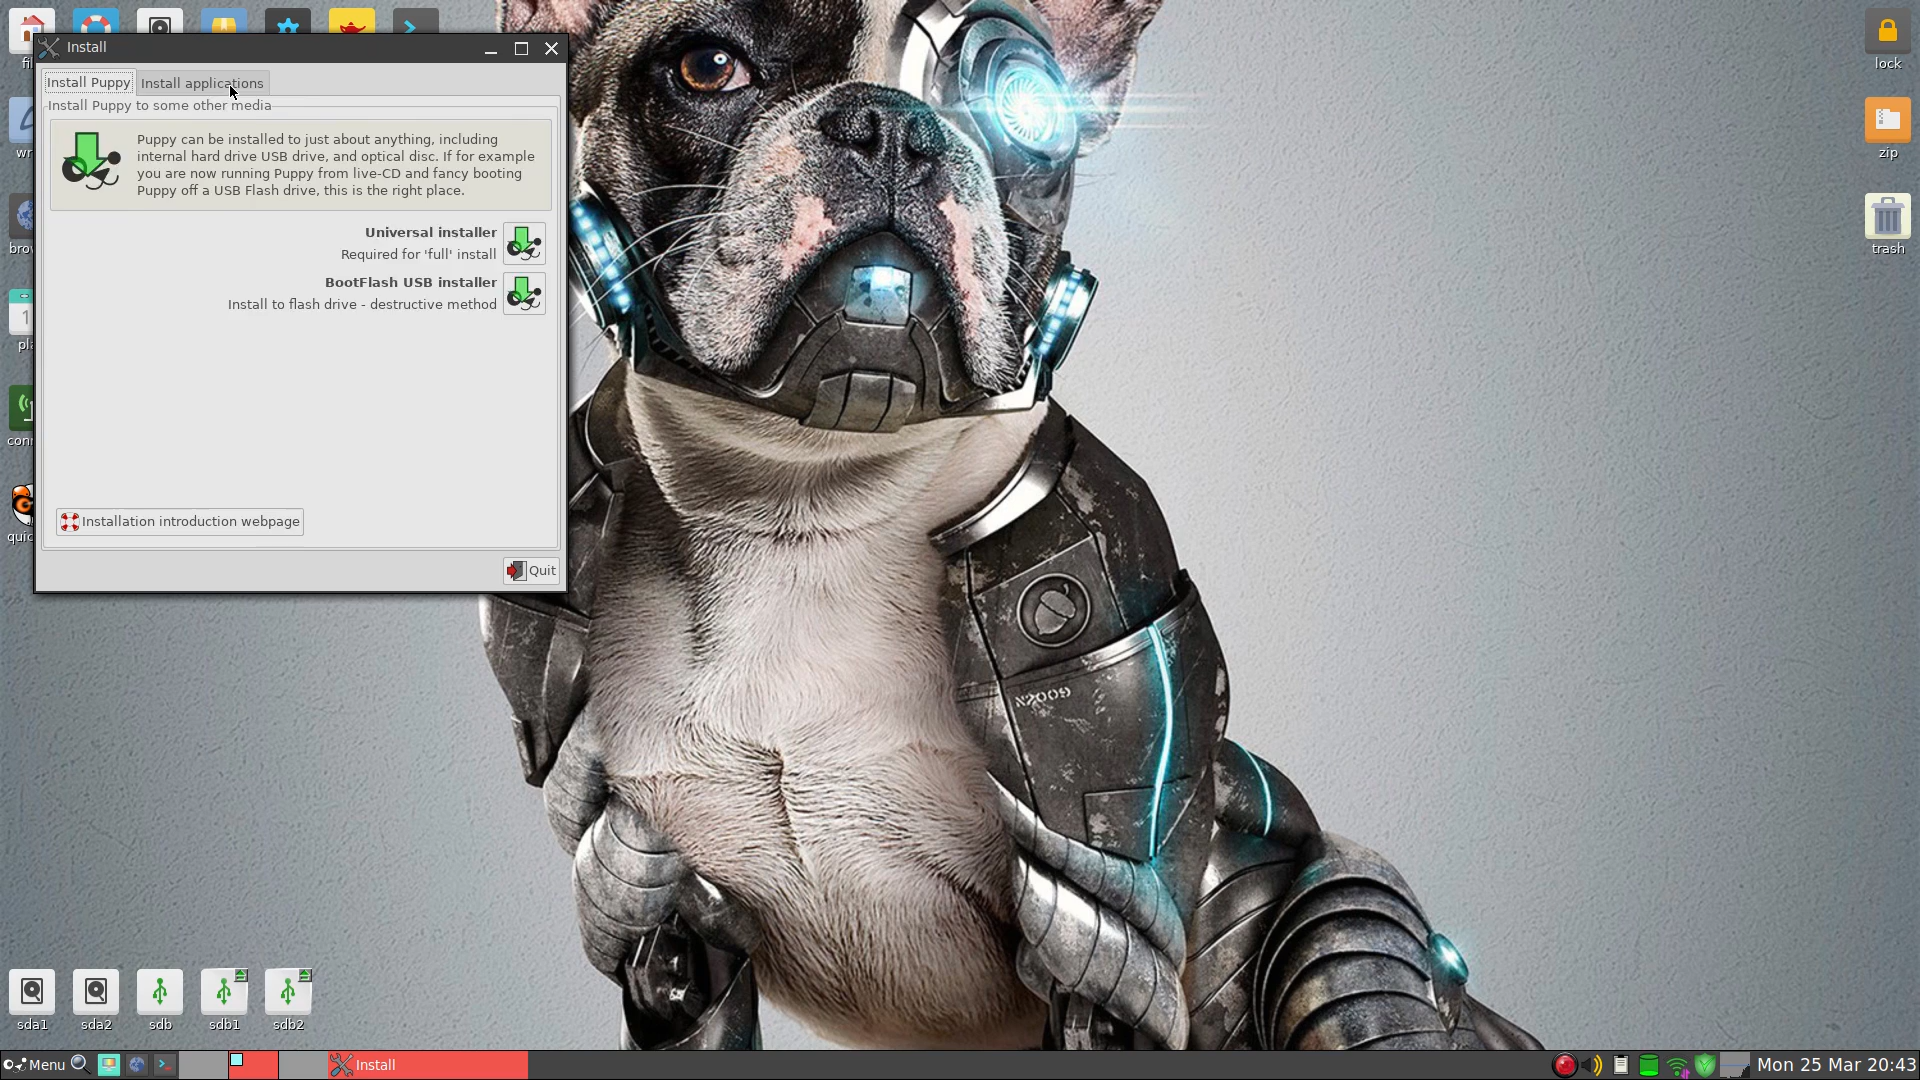 Install
Install Puppy
Install applications
Install Puppy to some other media
Puppy can be installed to just about anything, including
internal hard drive USB drive, and optical disc. If for example
you are now running Puppy from live-CD and fancy booting
Puppy off a USB Flash drive, this is the right place.
Universal installer
Required for 'full' install
BootFlash USB installer
Install to flash drive - destructive method
Installation introduction webpage
Quit
lock
zip
trash
N2009
sda1
sda2
sdb
sdb1
sdb2
Menu
Install
Mon 25 Mar 20:43